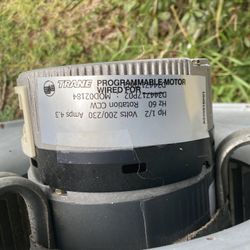 TRANE
PROGRAMMABLE MOTOR
WIRED FOR
D344717P02 : MOD02184
Hz 60 Rotation CCW
Hp 1/2 Volts 200/230 Amps 4.3